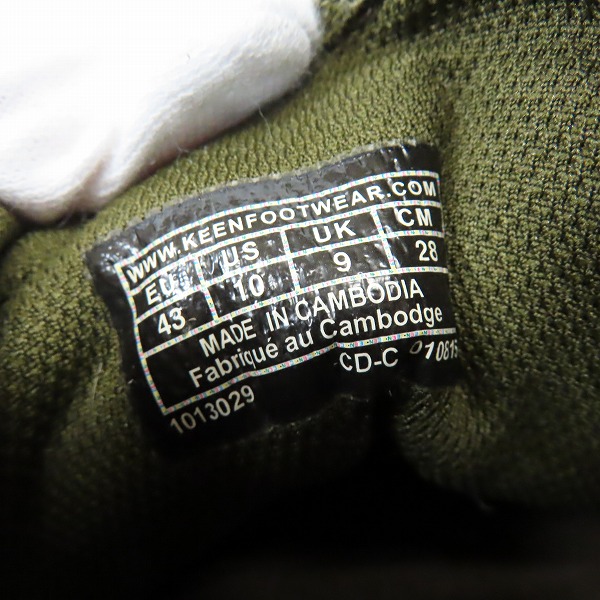 WWW.KEENFOOTWEAR.COM
EU US UK CM
43 10 9 28
MADE IN CAMBODIA
Fabriqué au Cambodge
1013029 CD-C